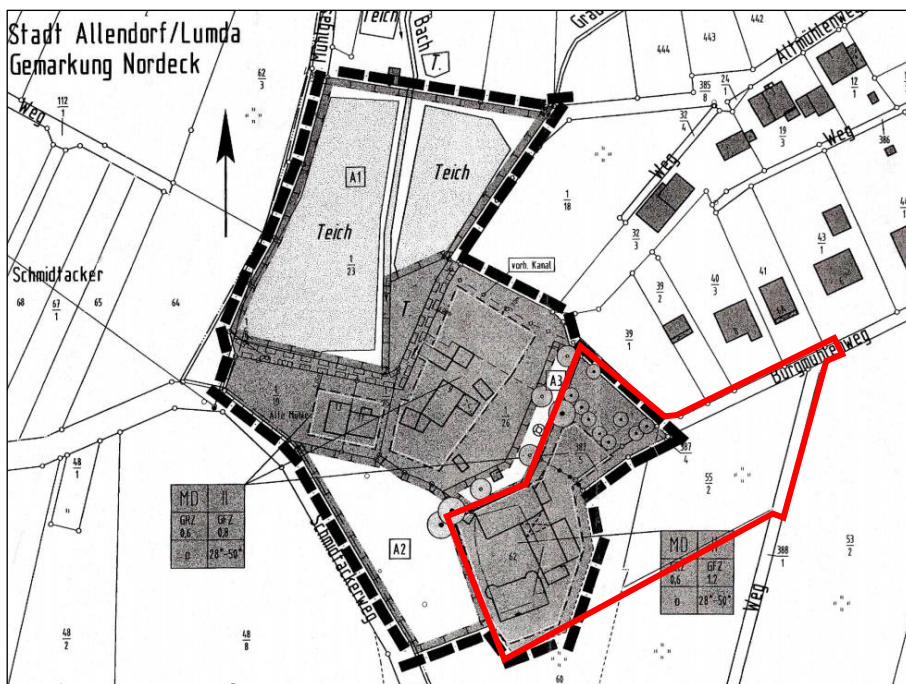 Stadt Allendorf/Lumda
Gemarkung Nordeck
Teich
Bach
T.
Weg
112
1
62
3
444
443
442
385
8
24
1
Altmühlenweg
12
1
32
4
19
3
Weg
386
A1
Teich
Teich
1
23
1
18
Weg
32
3
vorh. Kanal
Schmidtacker
68
67
1
65
64
T.
39
2
40
3
41
43
1
39
1
Burgmühlenweg
A3
Alte Mühle
1
26
387
4
48
1
MD II
GRZ GFZ
0,6 0,8
o 28°-50°
Schmidtackerweg
A2
62
55
2
MD II
GRZ GFZ
0,6 1,2
o 28°-50°
388
1
53
2
Weg
48
2
48
8
60